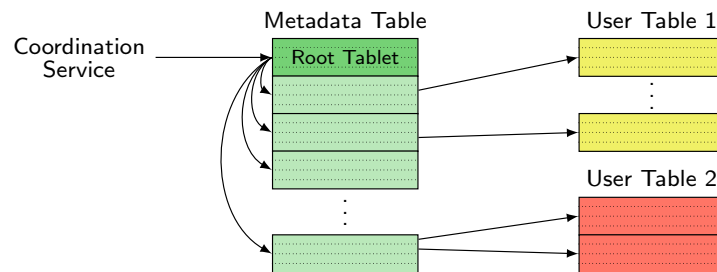 Metadata Table
User Table 1
Coordination
Service
Root Tablet
User Table 2